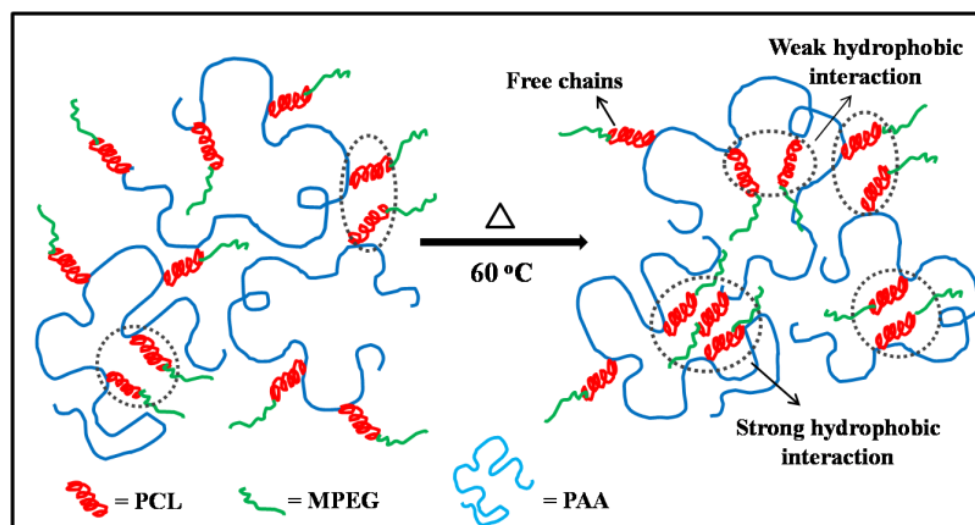 Weak hydrophobic
interaction
Free chains
△
60 °C
Strong hydrophobic
interaction
= PCL
= MPEG
= PAA